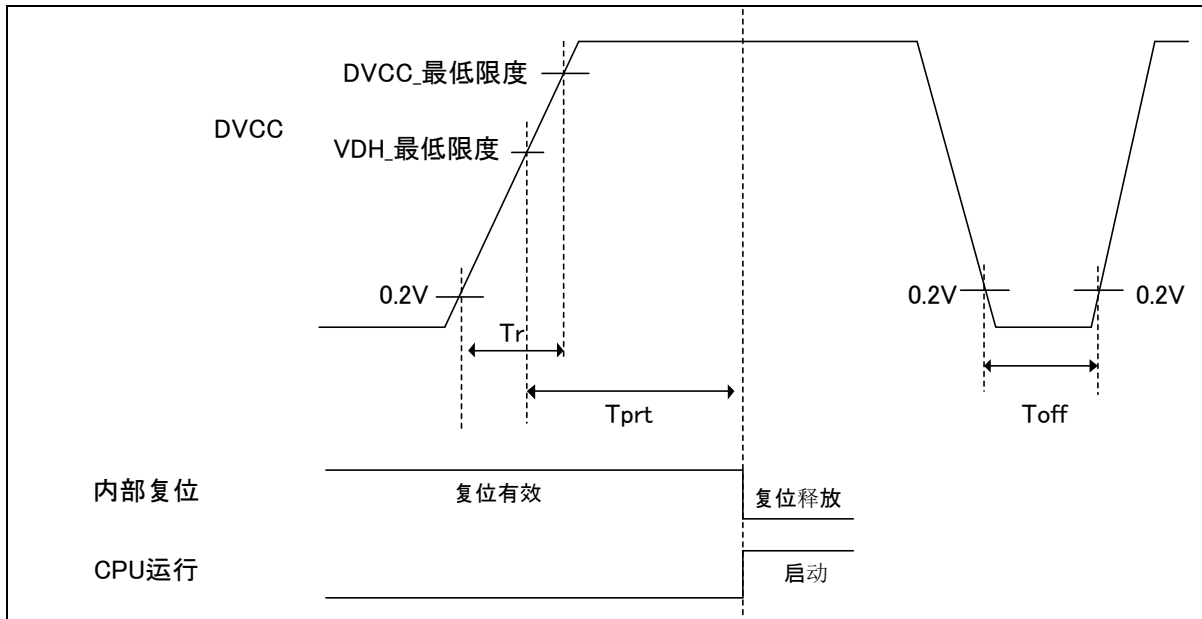 DVCC_最低限度
DVCC
VDH_最低限度
0.2V
0.2V
0.2V
Tr
Tprt
Toff
内部复位
复位有效
复位释放
CPU运行
启动